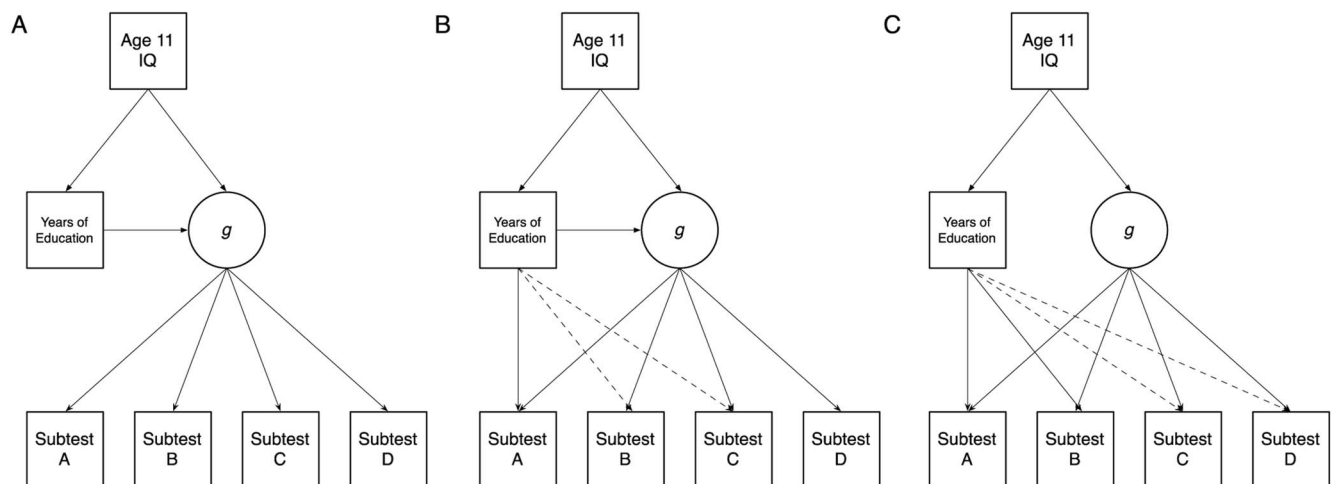 A
Age 11
IQ
Years of
Education
g
Subtest
A
Subtest
B
Subtest
C
Subtest
D
B
Age 11
IQ
Years of
Education
g
Subtest
A
Subtest
B
Subtest
C
Subtest
D
C
Age 11
IQ
Years of
Education
g
Subtest
A
Subtest
B
Subtest
C
Subtest
D